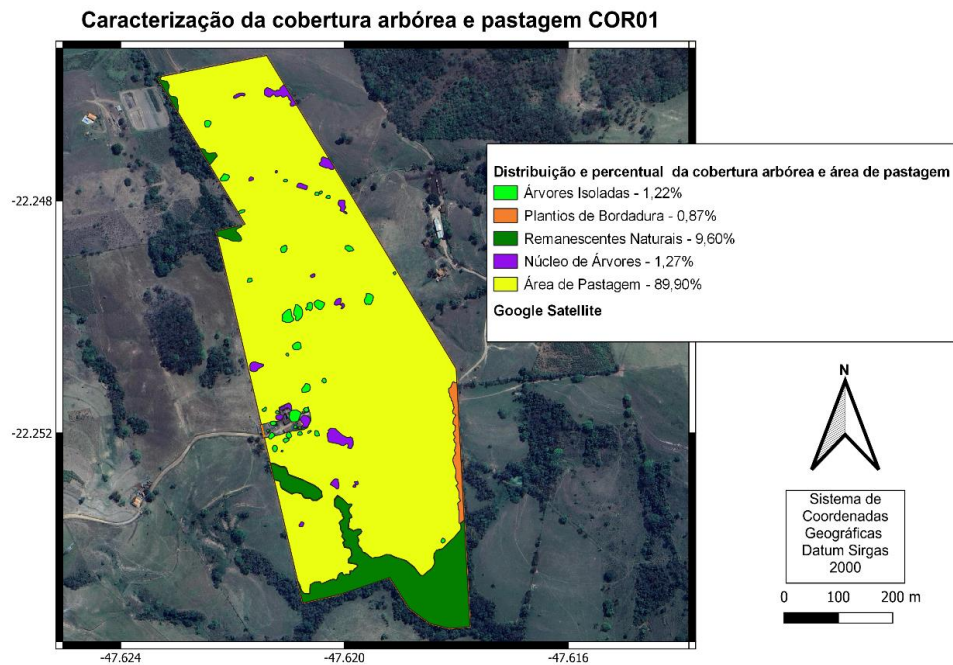 Caracterização da cobertura arbórea e pastagem COR01
Distribuição e percentual da cobertura arbórea e área de pastagem
Árvores Isoladas - 1,22%
Plantios de Bordadura - 0,87%
Remanescentes Naturais - 9,60%
Núcleo de Árvores - 1,27%
Área de Pastagem - 89,90%
Google Satellite
-22.248
-22.252
N
Sistema de
Coordenadas
Geográficas
Datum Sirgas
2000
0 100 200 m
-47.624 -47.620 -47.616